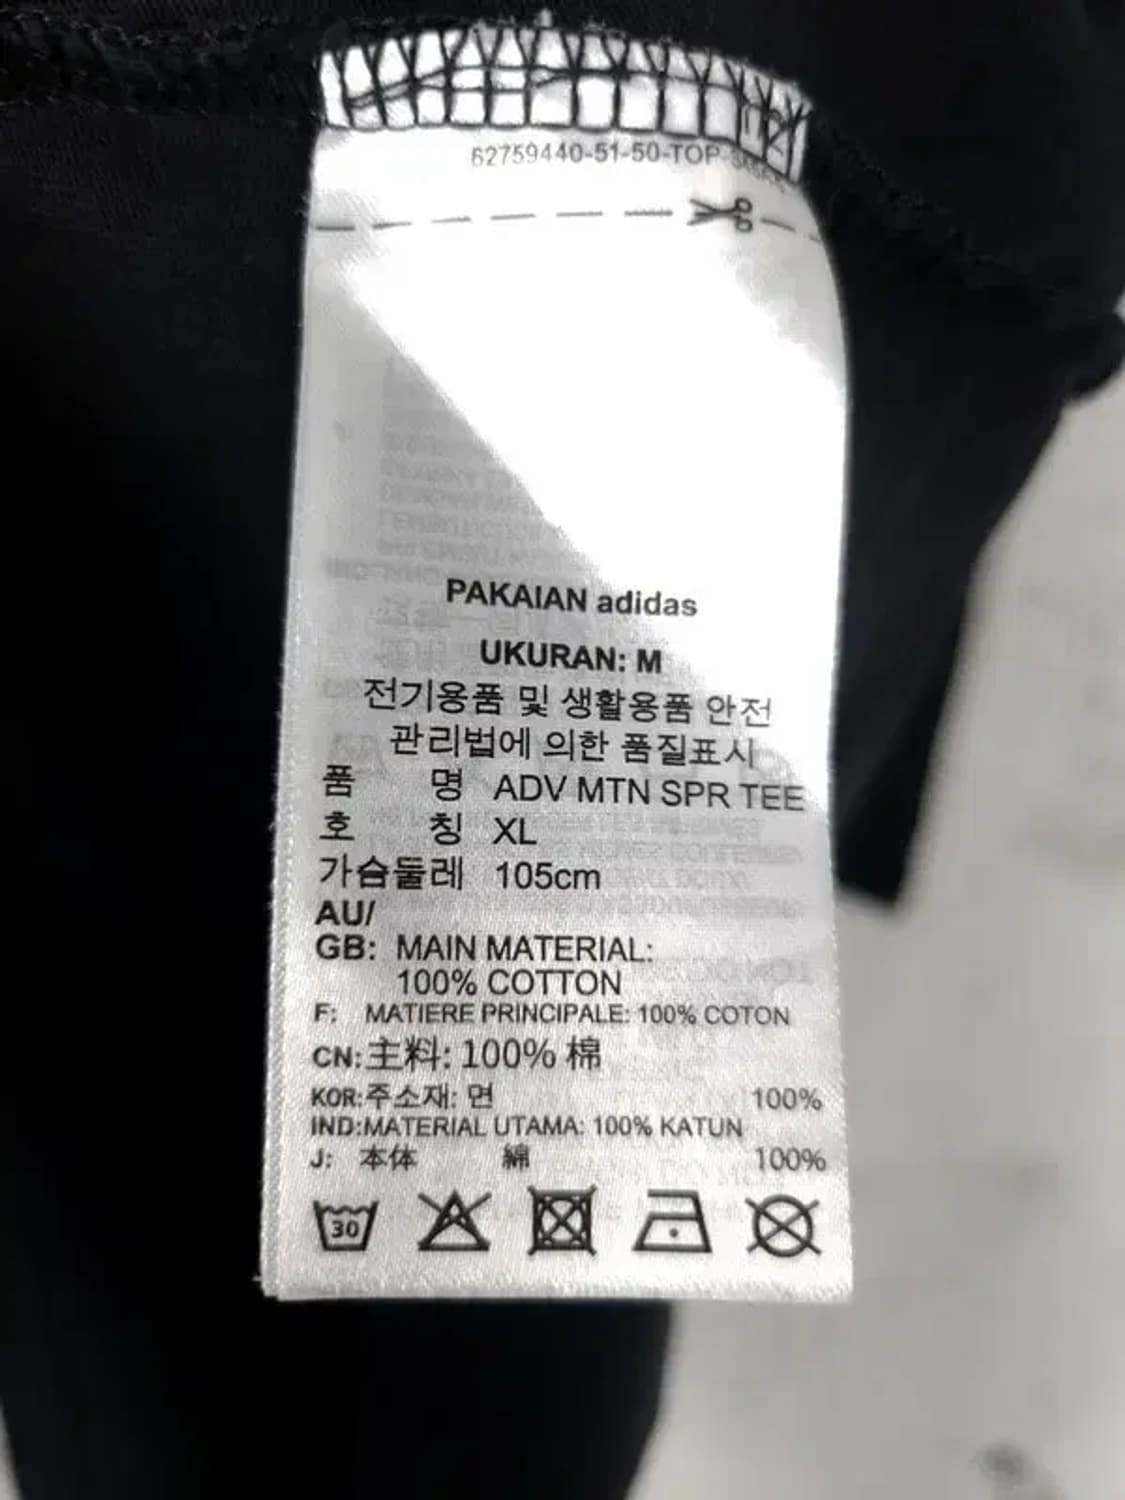 62759440-51-50-TOP-
PAKAIAN adidas
UKURAN: M
전기용품 및 생활용품 안전
관리법에 의한 품질표시
품 명 ADV MTN SPR TEE
호 칭 XL
가슴둘레 105cm
AU/
GB: MAIN MATERIAL:
100% COTTON
F: MATIERE PRINCIPALE: 100% COTON
CN:主料: 100% 棉
KOR:주소재: 면 100%
IND:MATERIAL UTAMA: 100% KATUN
J: 本体 綿 100%
30